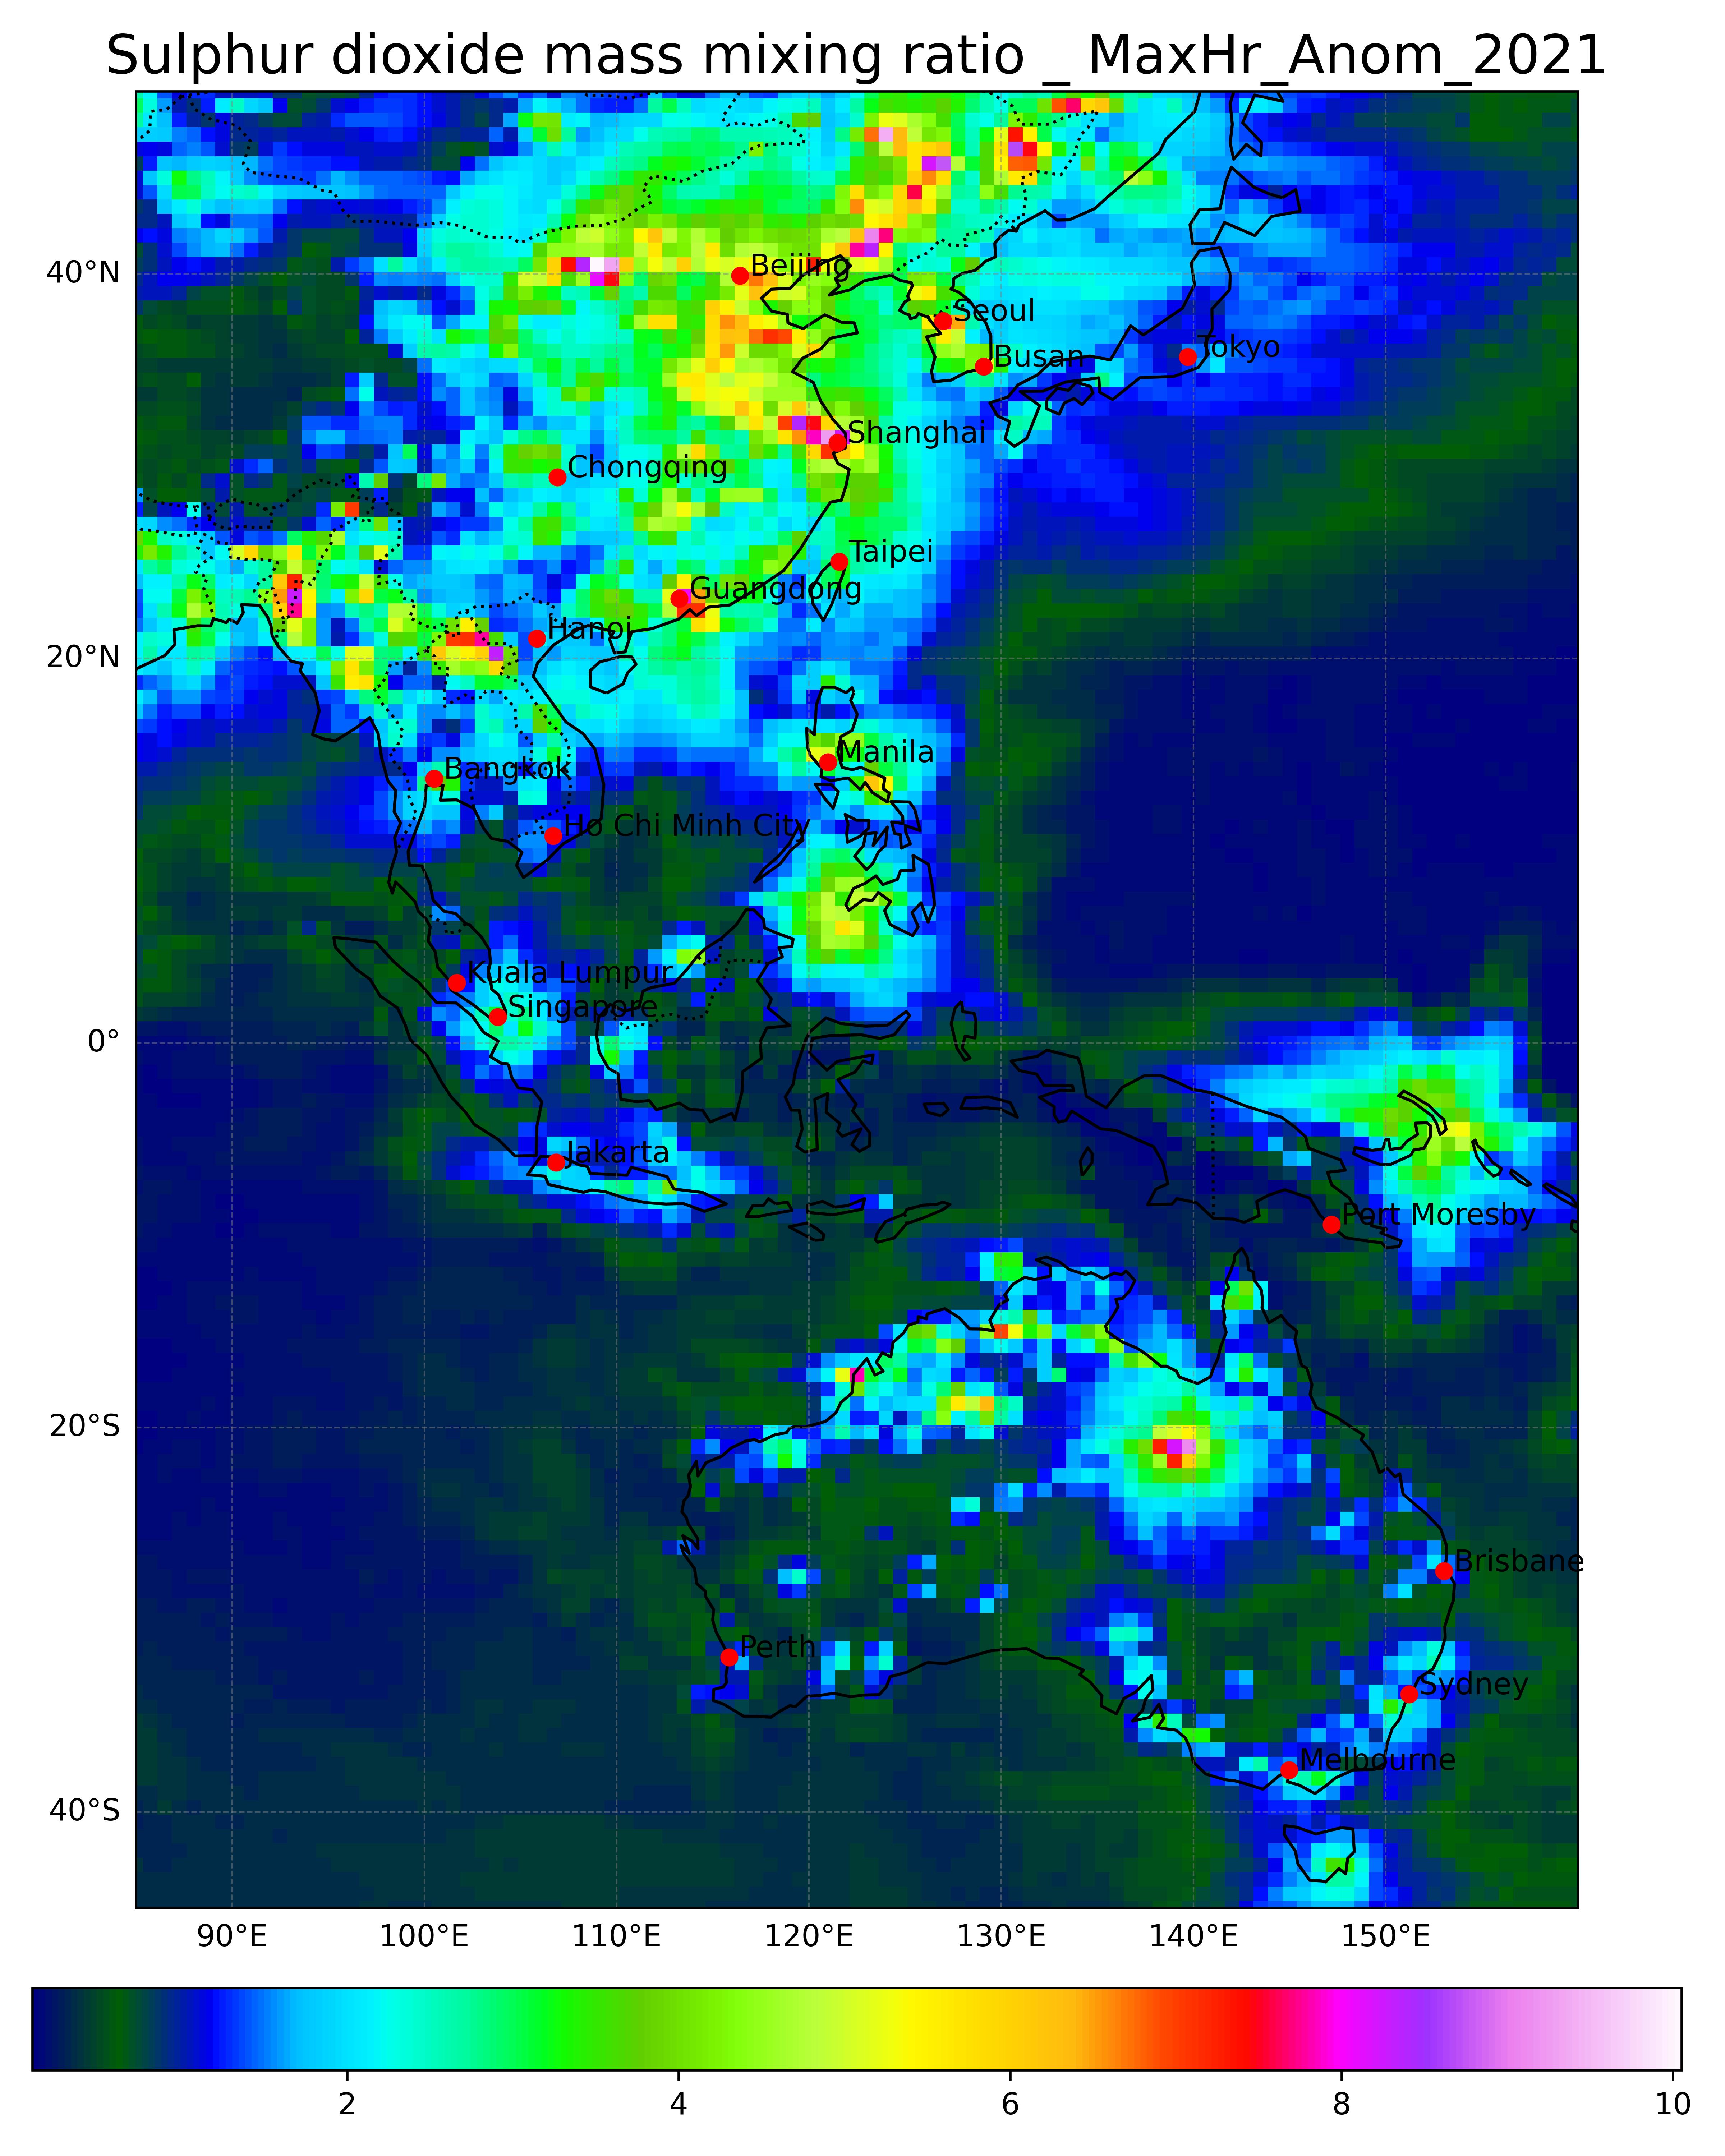 Sulphur dioxide mass mixing ratio _ MaxHr_Anom_2021
40°N
Beijing
Seoul
Tokyo
Busan
Shanghai
Chongqing
Taipei
Guangdong
Hanoi
20°N
Manila
Bangkok
Ho Chi Minh City
Kuala Lumpur
Singapore
0°
Jakarta
Port Moresby
20°S
Brisbane
Perth
Sydney
Melbourne
40°S
90°E 100°E 110°E 120°E 130°E 140°E 150°E
2 4 6 8 10